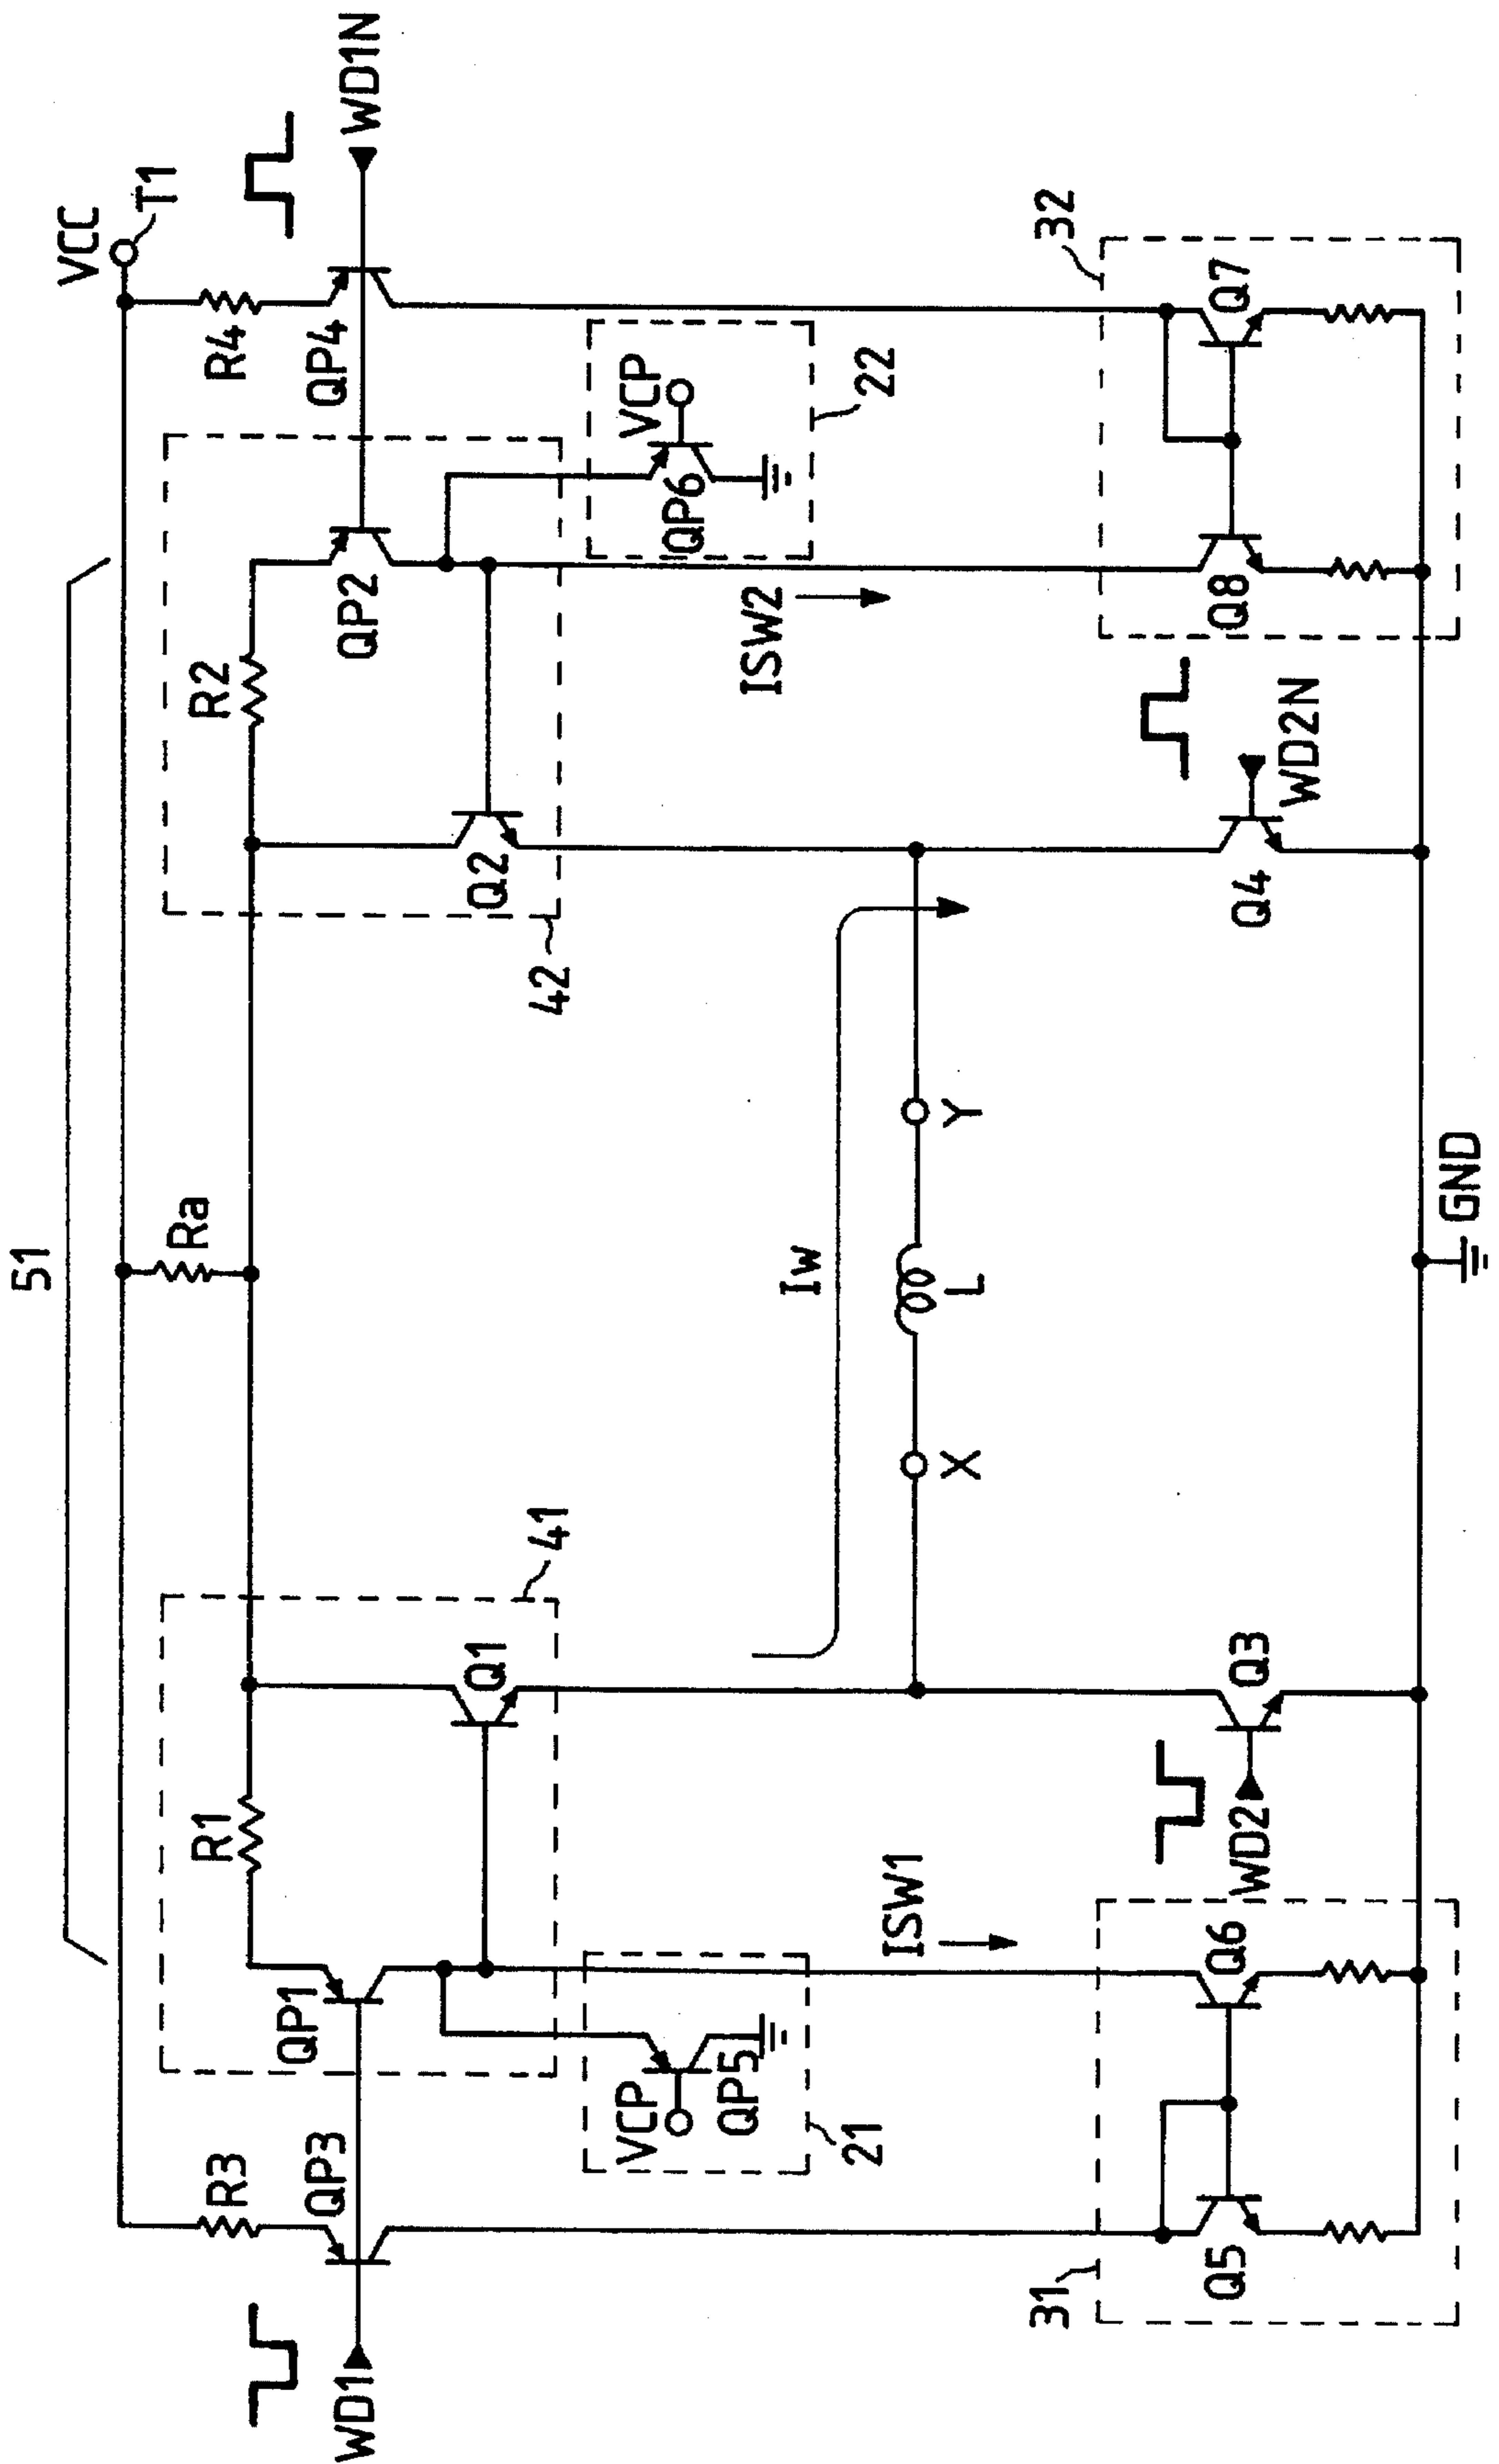 51
VCC
T1
Ra
R3
R1
R2
R4
WD1
QP3
QP1
QP2
QP4
WD1N
Q1
Q2
41
42
VCP
QP5
21
VCP
QP6
22
ISW1
Iw
ISW2
X
L
Y
31
32
WD2
WD2N
Q5
Q6
Q3
Q4
Q8
Q7
GND